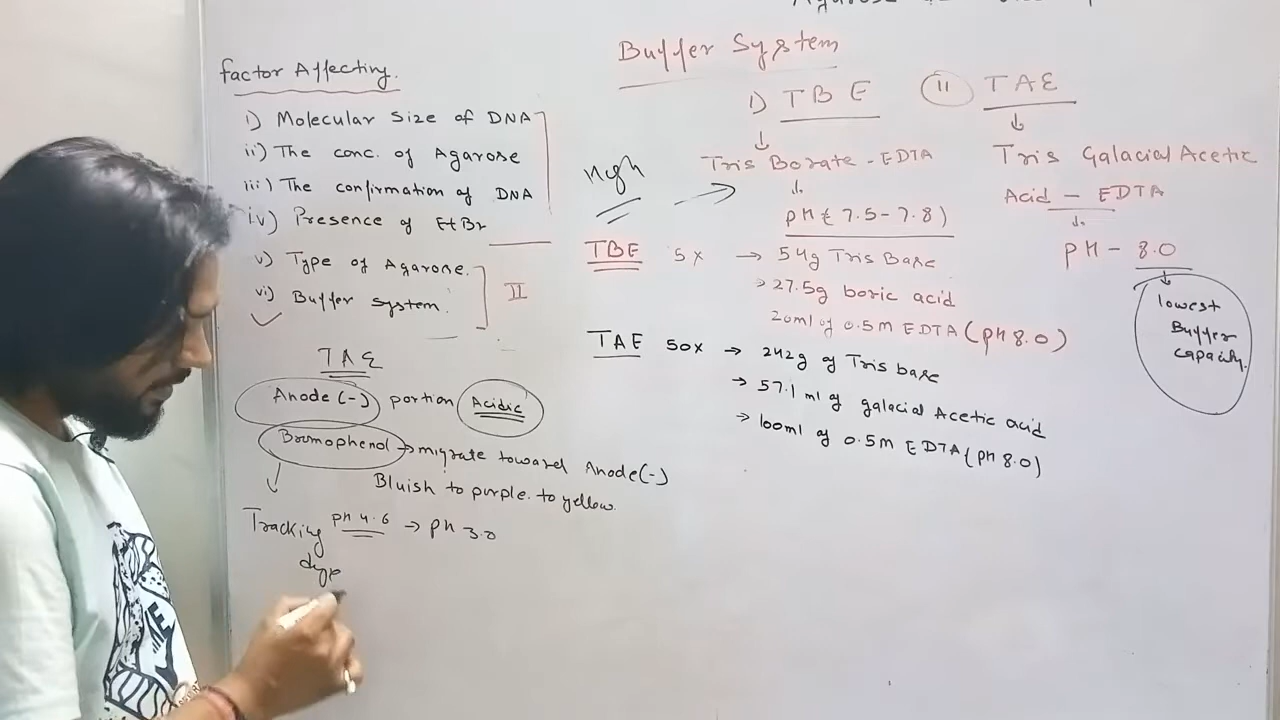 Buffer System
factor Affecting.
i) Molecular Size of DNA
ii) The conc. of Agarose
iii) The confirmation of DNA
iv) Presence of EtBr
v) Type of Agarose.
vi) Buffer system.
II
i) TBE
Tris Borate - EDTA
High
pH (7.5-7.8)
ii TAE
Tris Galacial Acetic
Acid - EDTA
pH - 8.0
lowest
Buffer
capacity.
TBE 5x → 54g Tris Base
→ 27.5g boric acid
20ml of 0.5M EDTA (pH 8.0)
TAE 50x → 242g of Tris base
→ 57.1 ml of galacial Acetic acid
→ 100ml of 0.5M EDTA (pH 8.0)
TAE
Anode (-) portion Acidic
Bromophenol → migrate toward Anode (-)
Bluish to purple. to yellow.
pH 4.6 → pH 3.0
Tracking
dye